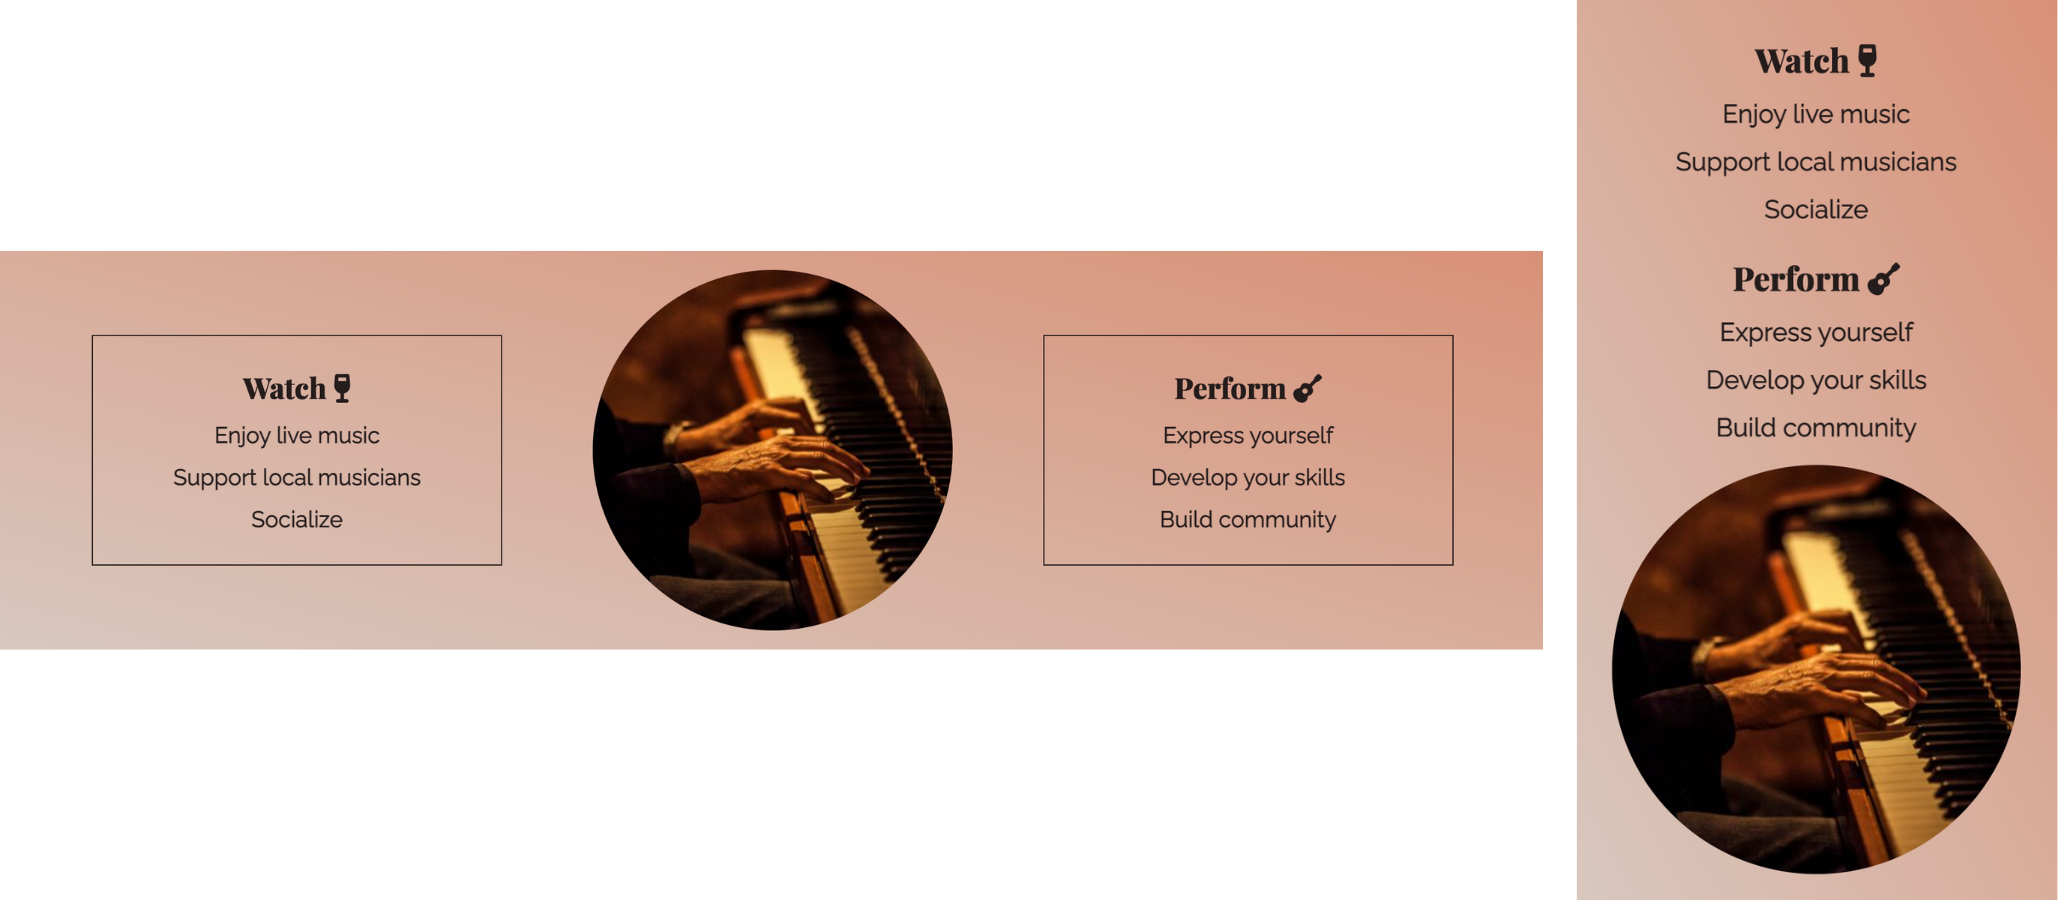 Watch
Enjoy live music
Support local musicians
Socialize
Perform
Express yourself
Develop your skills
Build community
Watch
Enjoy live music
Support local musicians
Socialize
Perform
Express yourself
Develop your skills
Build community